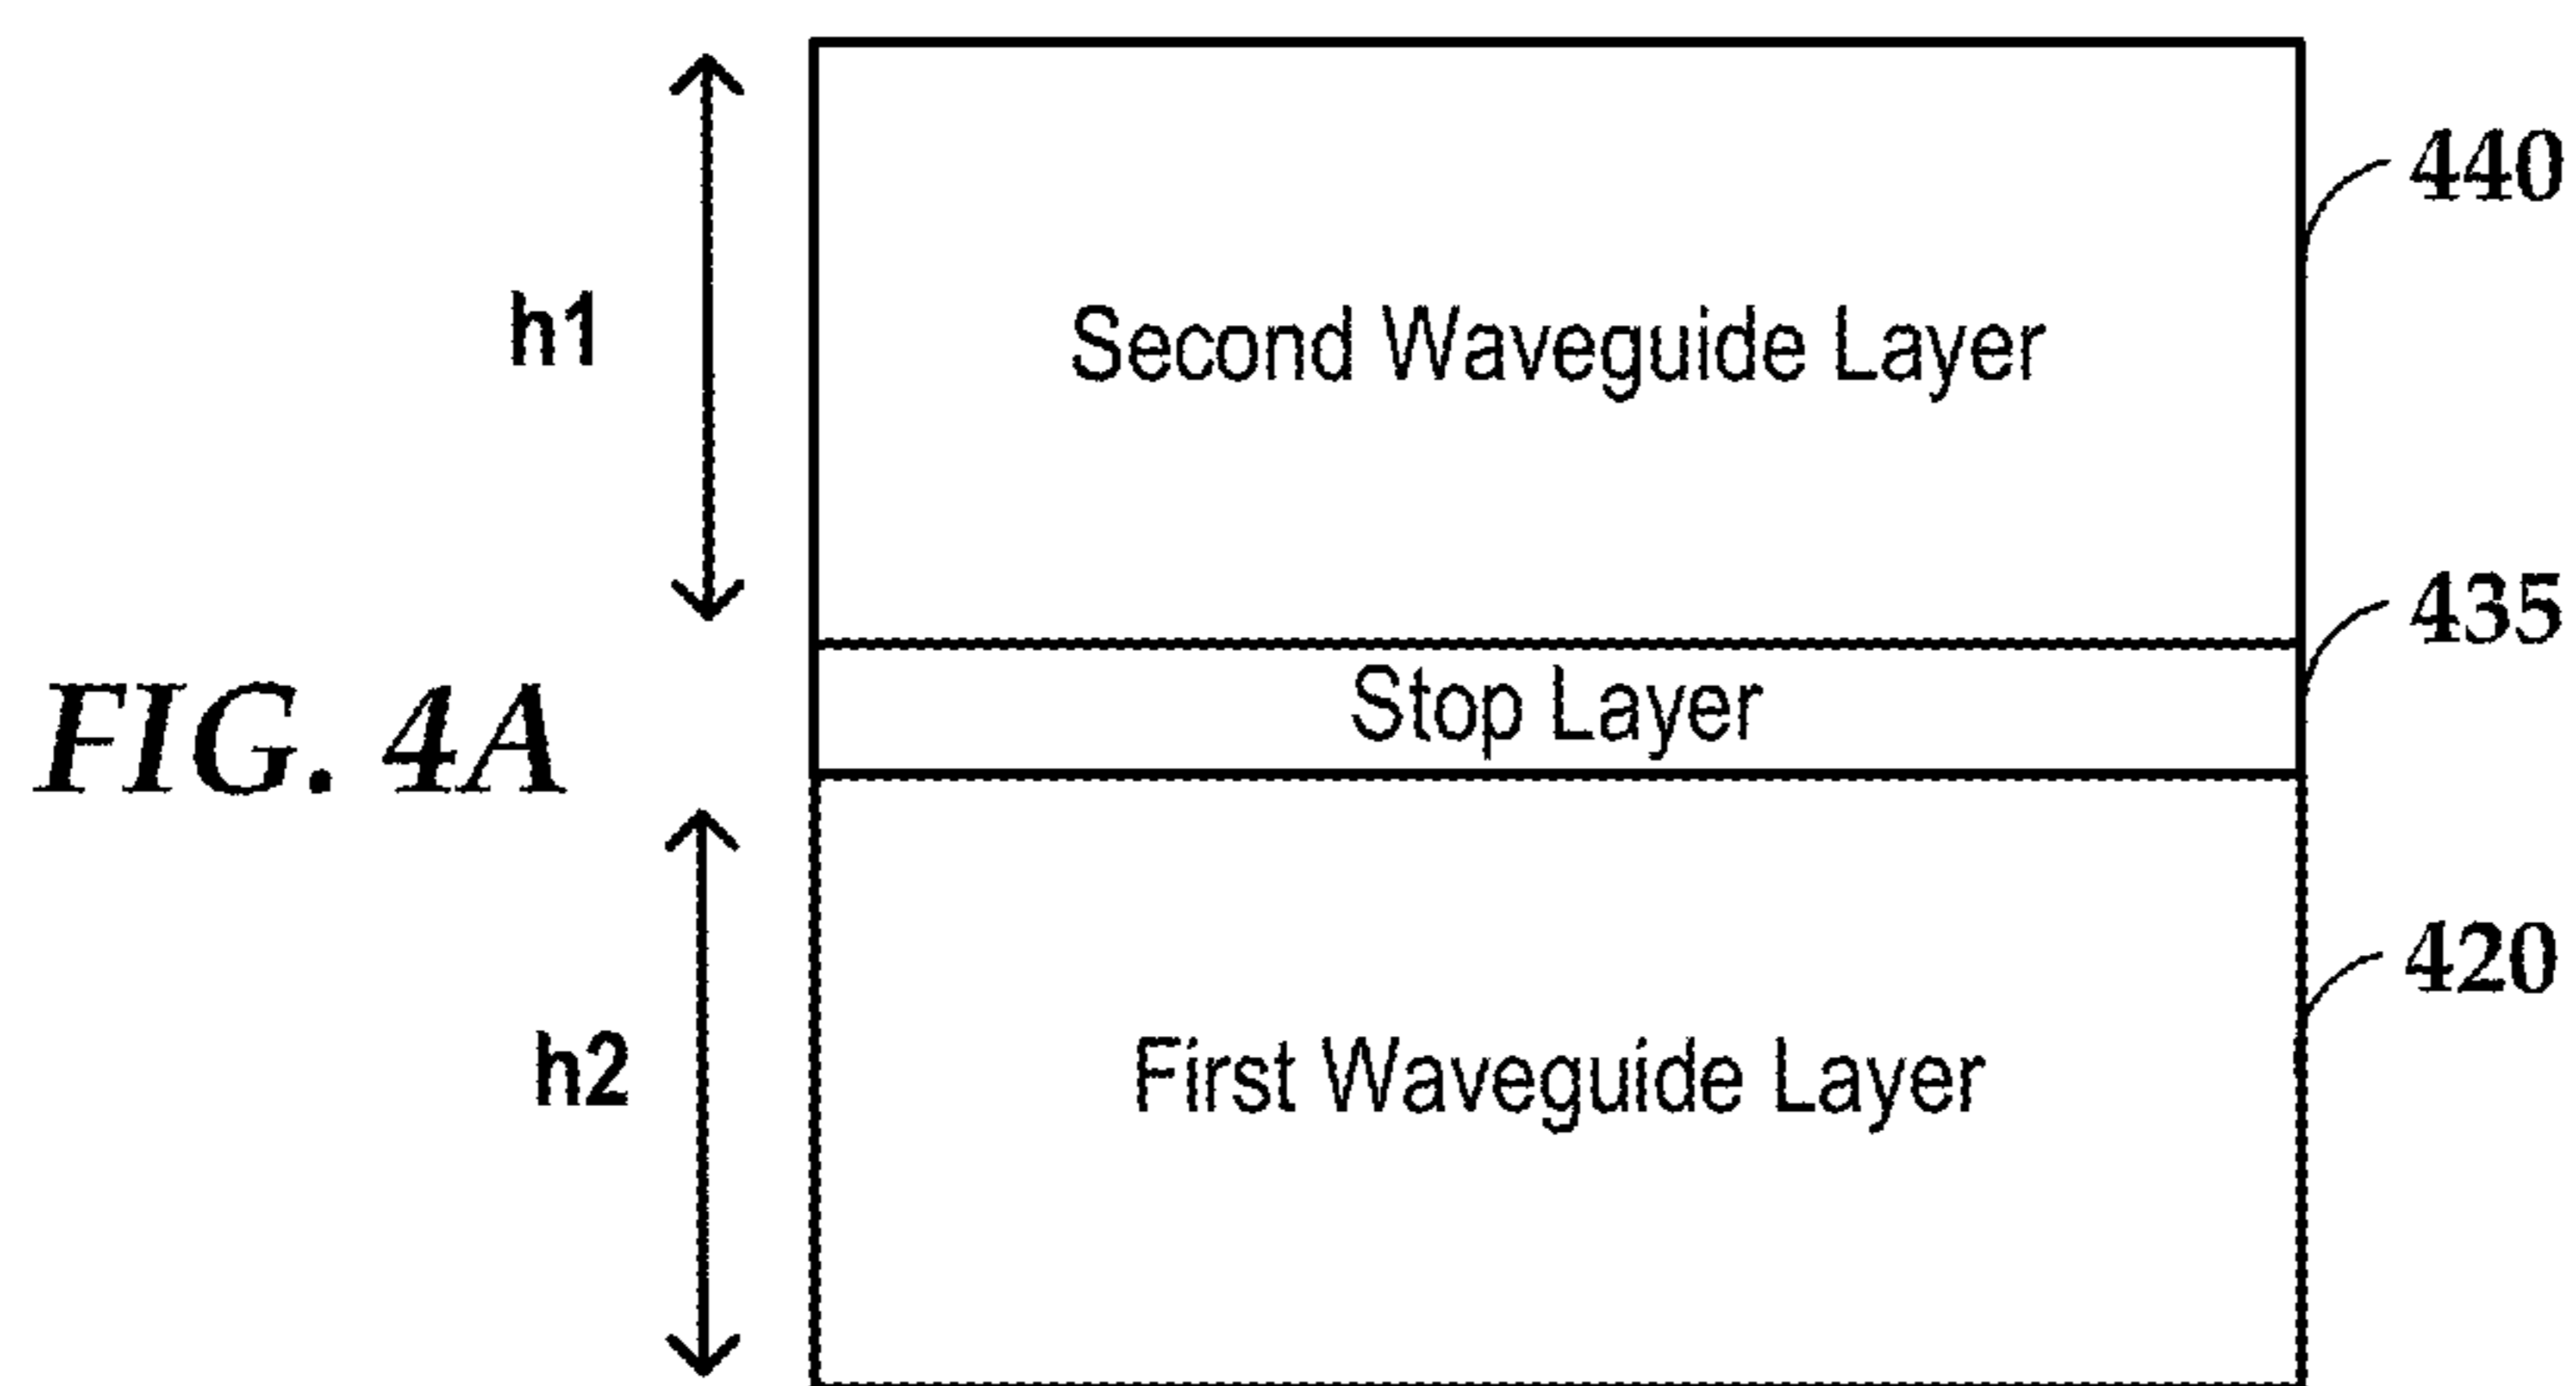 440
h1
Second Waveguide Layer
435
Stop Layer
FIG. 4A
420
h2
First Waveguide Layer